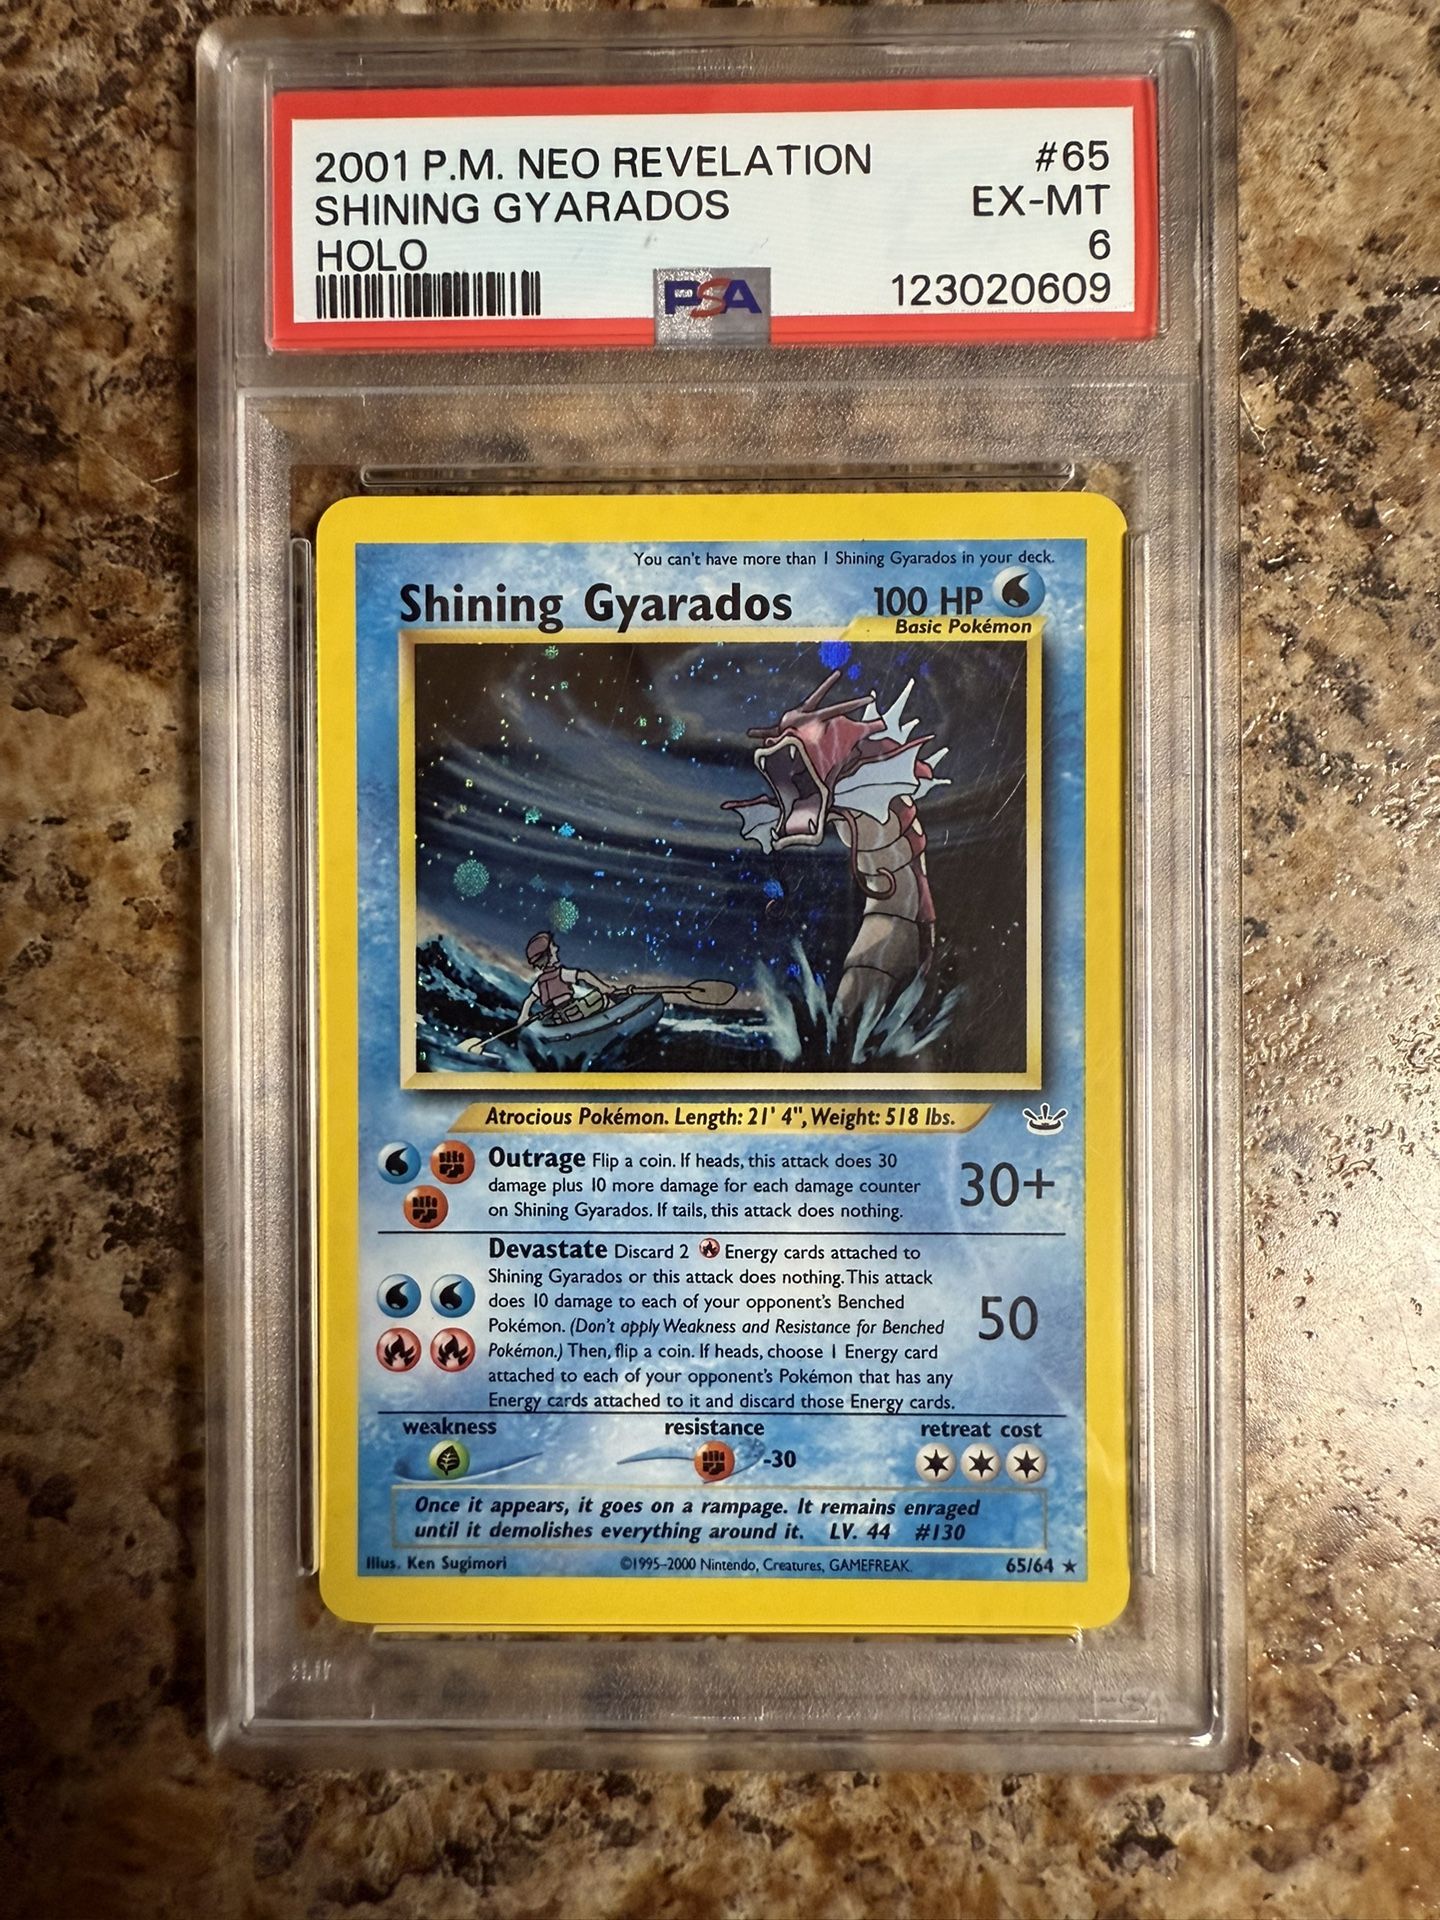 2001 P.M. NEO REVELATION #65
SHINING GYARADOS EX-MT
HOLO 6
PSA 123020609
You can't have more than 1 Shining Gyarados in your deck.
Shining Gyarados 100 HP
Basic Pokémon
Atrocious Pokémon. Length: 21' 4", Weight: 518 lbs.
Outrage Flip a coin. If heads, this attack does 30
damage plus 10 more damage for each damage counter
on Shining Gyarados. If tails, this attack does nothing.
30+
Devastate Discard 2 Energy cards attached to
Shining Gyarados or this attack does nothing. This attack
does 10 damage to each of your opponent's Benched
Pokémon. (Don't apply Weakness and Resistance for Benched
Pokémon.) Then, flip a coin. If heads, choose 1 Energy card
attached to each of your opponent's Pokémon that has any
Energy cards attached to it and discard those Energy cards.
50
weakness resistance retreat cost
-30
Once it appears, it goes on a rampage. It remains enraged
until it demolishes everything around it. LV. 44 #130
Illus. Ken Sugimori ©1995–2000 Nintendo, Creatures, GAMEFREAK. 65/64 ★